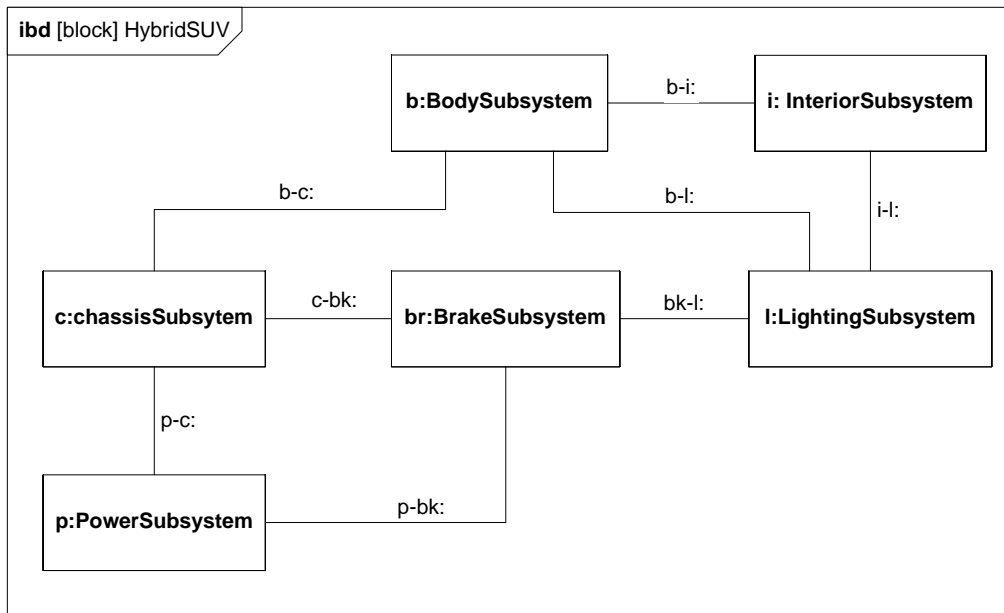 ibd [block] HybridSUV
b:BodySubsystem
b-i:
i: InteriorSubsystem
b-c:
b-l:
i-l:
c:chassisSubsytem
c-bk:
br:BrakeSubsystem
bk-l:
l:LightingSubsystem
p-c:
p:PowerSubsystem
p-bk: